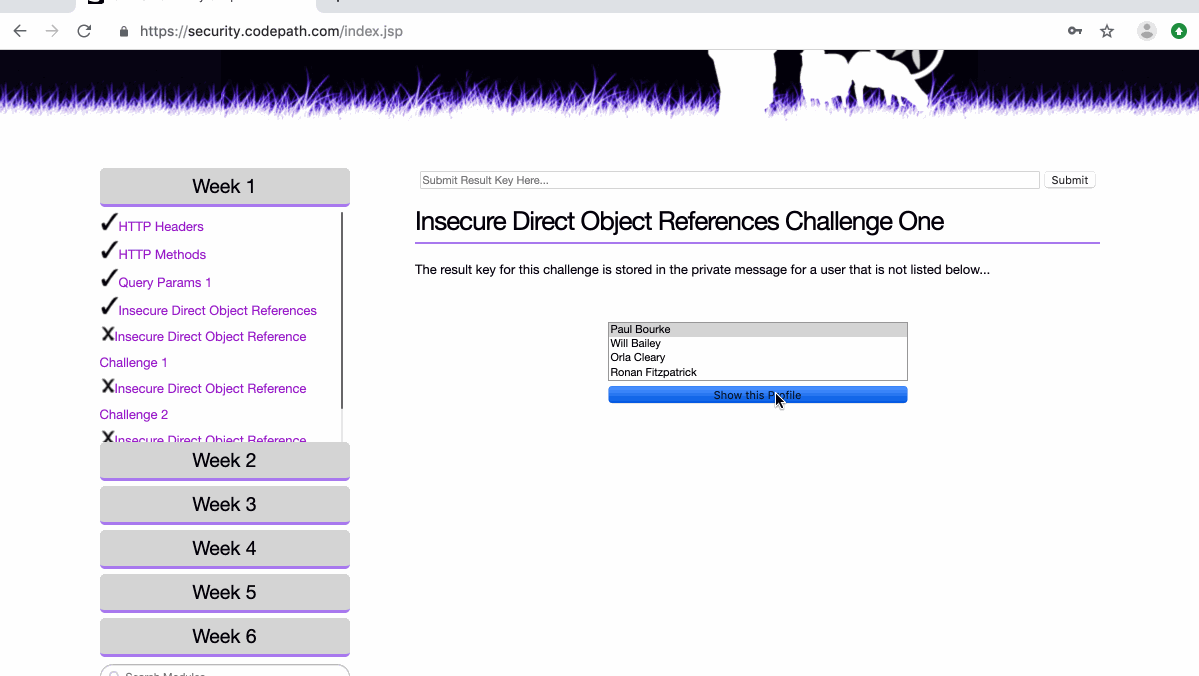 https://security.codepath.com/index.jsp
Week 1
HTTP Headers
HTTP Methods
Query Params 1
Insecure Direct Object References
Insecure Direct Object Reference
Challenge 1
Insecure Direct Object Reference
Challenge 2
Insecure Direct Object Reference
Week 2
Week 3
Week 4
Week 5
Week 6
Search Modules...
Submit Result Key Here...
Submit
Insecure Direct Object References Challenge One
The result key for this challenge is stored in the private message for a user that is not listed below...
Paul Bourke
Will Bailey
Orla Cleary
Ronan Fitzpatrick
Show this Profile